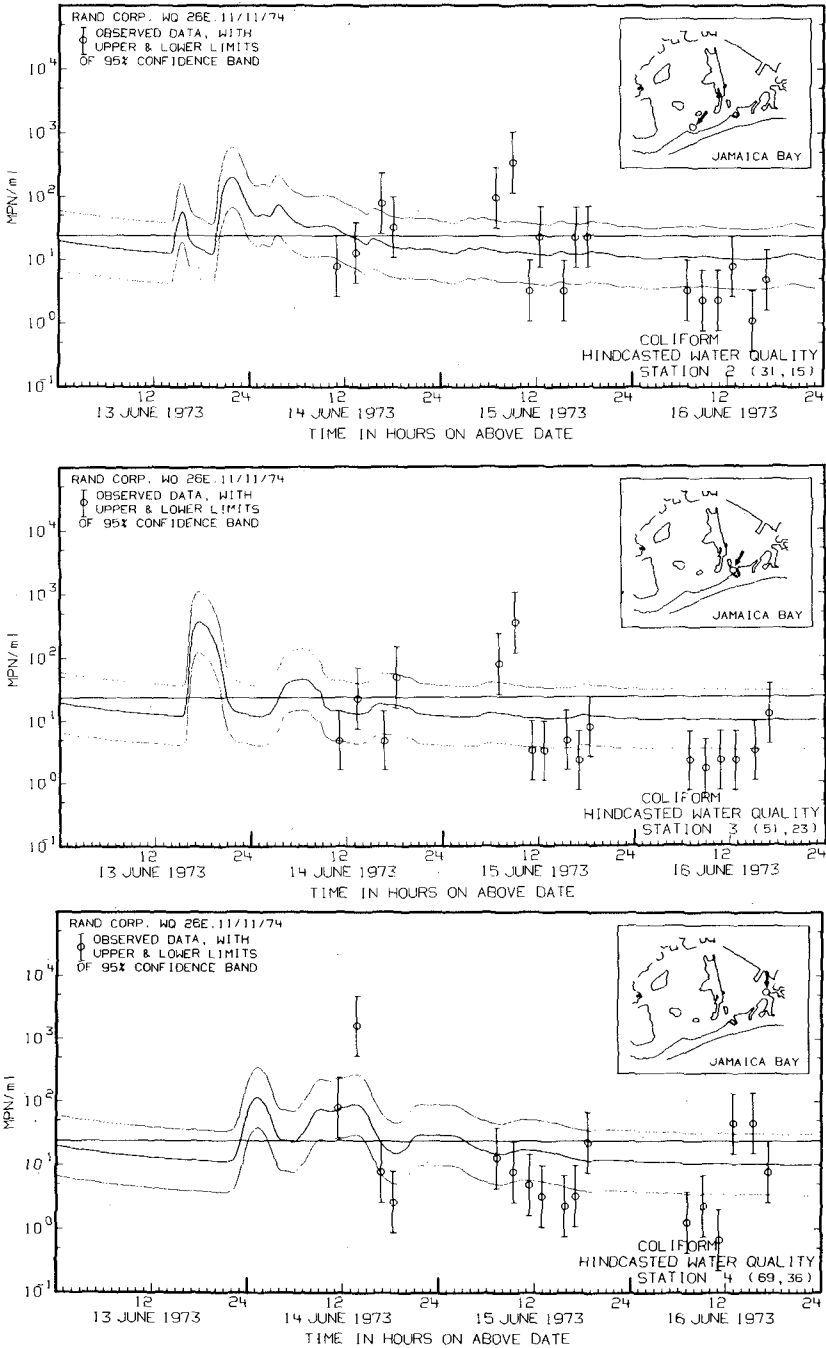 RAND CORP. WQ 26E.11/11/74
OBSERVED DATA, WITH
UPPER & LOWER LIMITS
OF 95% CONFIDENCE BAND
JAMAICA BAY
MPN/ml
10^4
10^3
10^2
10^1
10^0
10^-1
COLIFORM
HINDCASTED WATER QUALITY
STATION 2 (31,15)
12 24 12 24 12 24 12 24
13 JUNE 1973 14 JUNE 1973 15 JUNE 1973 16 JUNE 1973
TIME IN HOURS ON ABOVE DATE
RAND CORP. WQ 26E.11/11/74
OBSERVED DATA, WITH
UPPER & LOWER LIMITS
OF 95% CONFIDENCE BAND
JAMAICA BAY
MPN/ml
10^4
10^3
10^2
10^1
10^0
10^-1
COLIFORM
HINDCASTED WATER QUALITY
STATION 3 (51,23)
12 24 12 24 12 24 12 24
13 JUNE 1973 14 JUNE 1973 15 JUNE 1973 16 JUNE 1973
TIME IN HOURS ON ABOVE DATE
RAND CORP. WQ 26E.11/11/74
OBSERVED DATA, WITH
UPPER & LOWER LIMITS
OF 95% CONFIDENCE BAND
JAMAICA BAY
MPN/ml
10^4
10^3
10^2
10^1
10^0
10^-1
COLIFORM
HINDCASTED WATER QUALITY
STATION 4 (69,36)
12 24 12 24 12 24 12 24
13 JUNE 1973 14 JUNE 1973 15 JUNE 1973 16 JUNE 1973
TIME IN HOURS ON ABOVE DATE